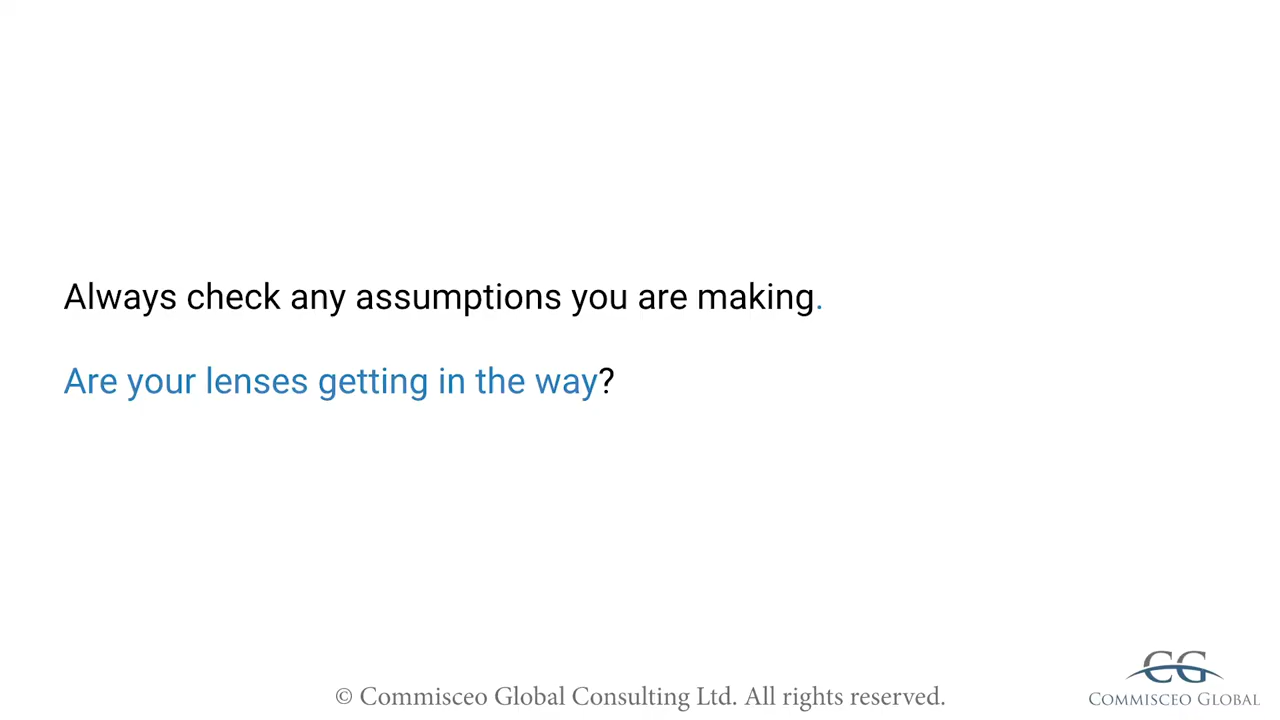 Always check any assumptions you are making.
Are your lenses getting in the way?
© Commisceo Global Consulting Ltd. All rights reserved.
CG
COMMISCEO GLOBAL